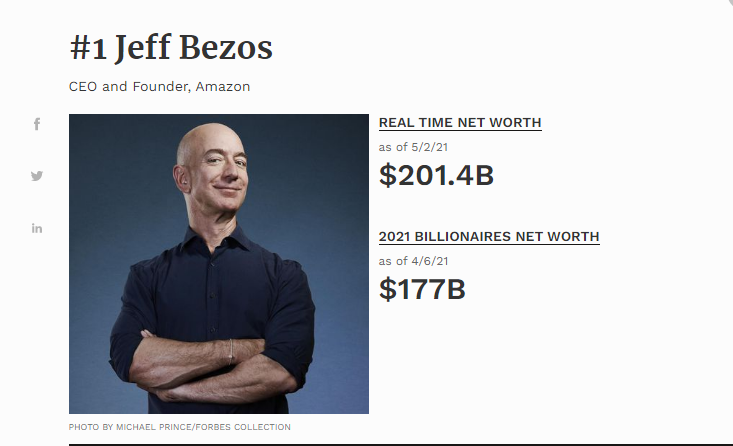 #1 Jeff Bezos
CEO and Founder, Amazon
REAL TIME NET WORTH
as of 5/2/21
$201.4B
2021 BILLIONAIRES NET WORTH
as of 4/6/21
$177B
PHOTO BY MICHAEL PRINCE/FORBES COLLECTION